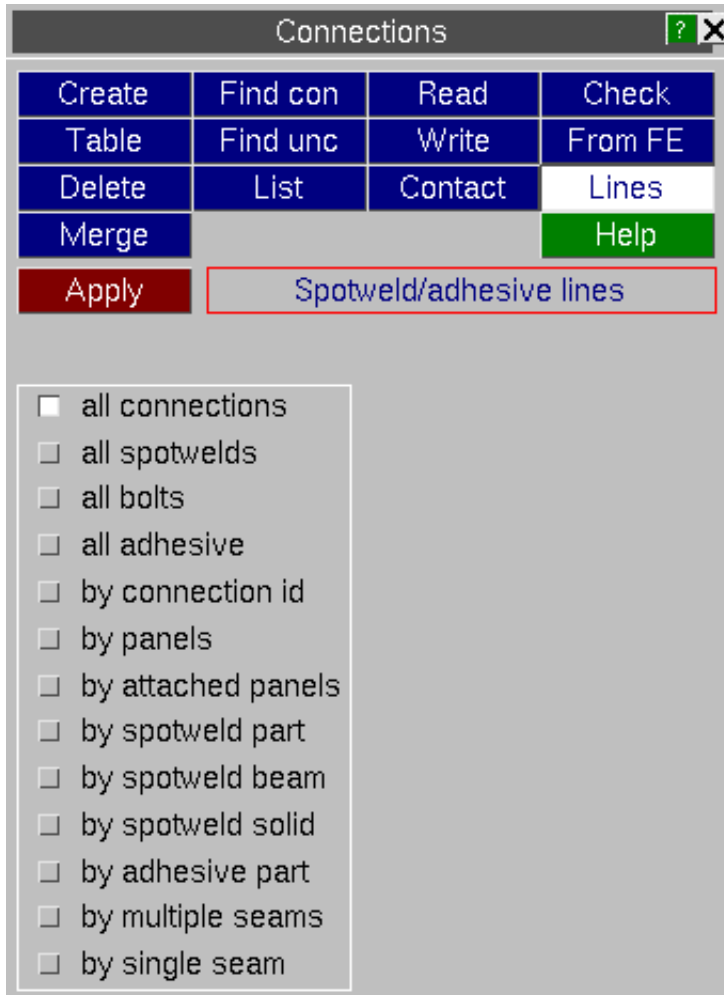 Connections ?
Create Find con Read Check
Table Find unc Write From FE
Delete List Contact Lines
Merge Help
Apply Spotweld/adhesive lines
all connections
all spotwelds
all bolts
all adhesive
by connection id
by panels
by attached panels
by spotweld part
by spotweld beam
by spotweld solid
by adhesive part
by multiple seams
by single seam